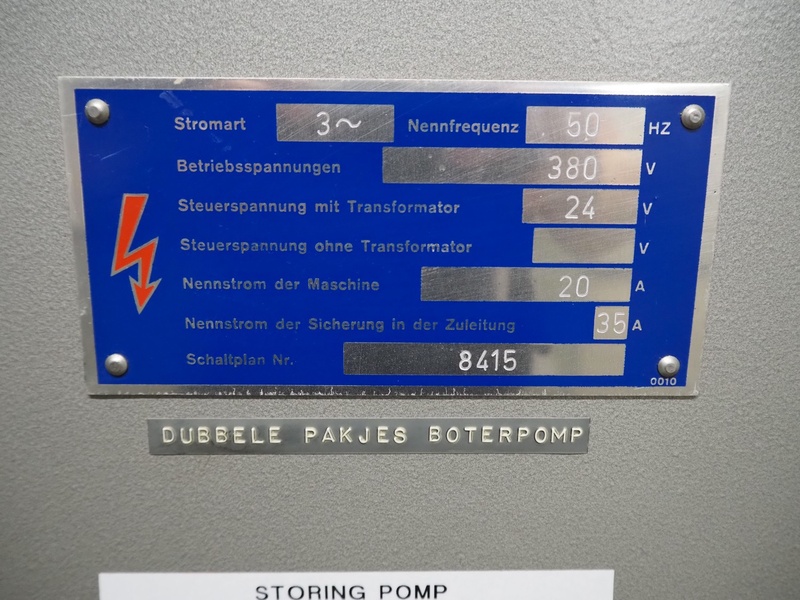 Stromart 3~ Nennfrequenz 50 HZ
Betriebsspannungen 380 V
Steuerspannung mit Transformator 24 V
Steuerspannung ohne Transformator V
Nennstrom der Maschine 20 A
Nennstrom der Sicherung in der Zuleitung 35 A
Schaltplan Nr. 8415
0010
DUBBELE PAKJES BOTERPOMP
STORING POMP